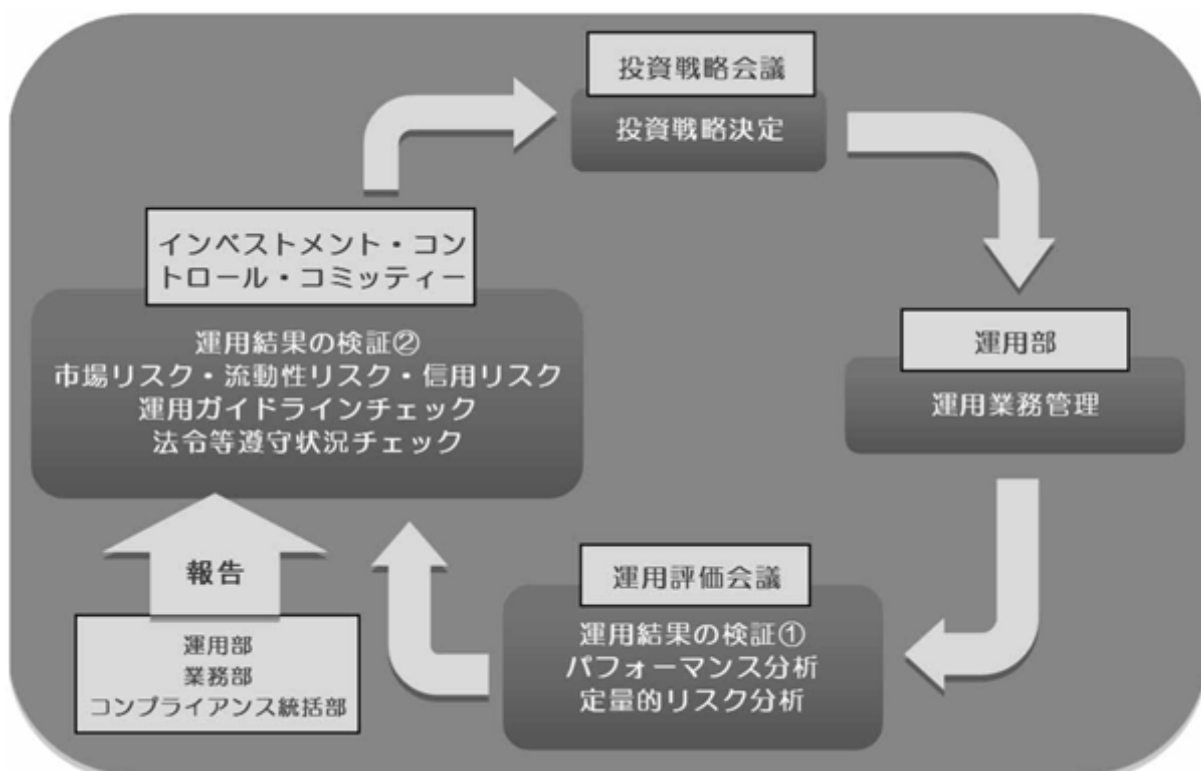 投資戦略会議
投資戦略決定
運用部
運用業務管理
運用評価会議
運用結果の検証①
パフォーマンス分析
定量的リスク分析
インベストメント・コン
トロール・コミッティー
運用結果の検証②
市場リスク・流動性リスク・信用リスク
運用ガイドラインチェック
法令等遵守状況チェック
報告
運用部
業務部
コンプライアンス統括部